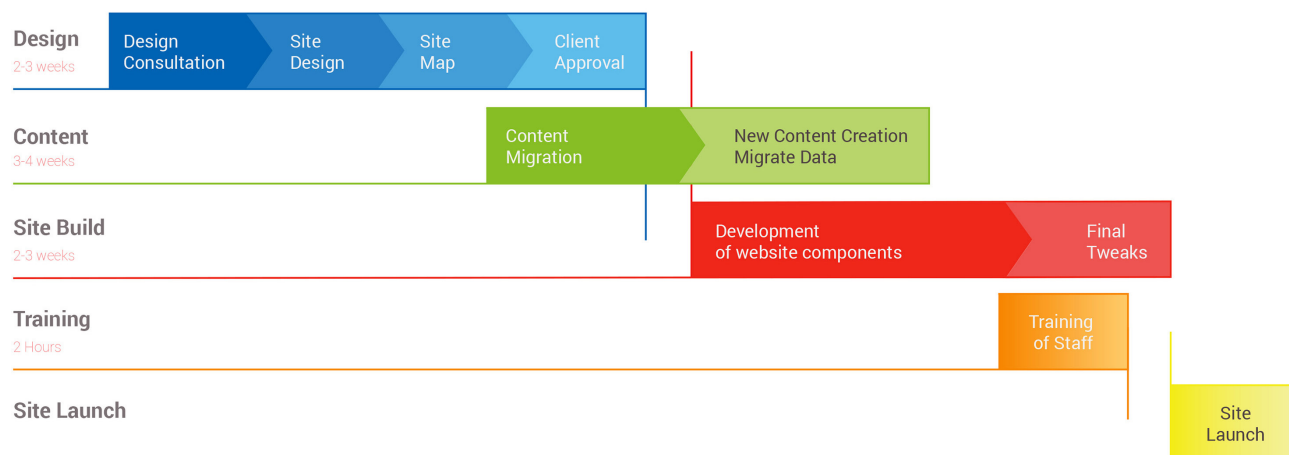 Design
2-3 weeks
Design
Consultation
Site
Design
Site
Map
Client
Approval
Content
3-4 weeks
Content
Migration
New Content Creation
Migrate Data
Site Build
2-3 weeks
Development
of website components
Final
Tweaks
Training
2 Hours
Training
of Staff
Site Launch
Site
Launch